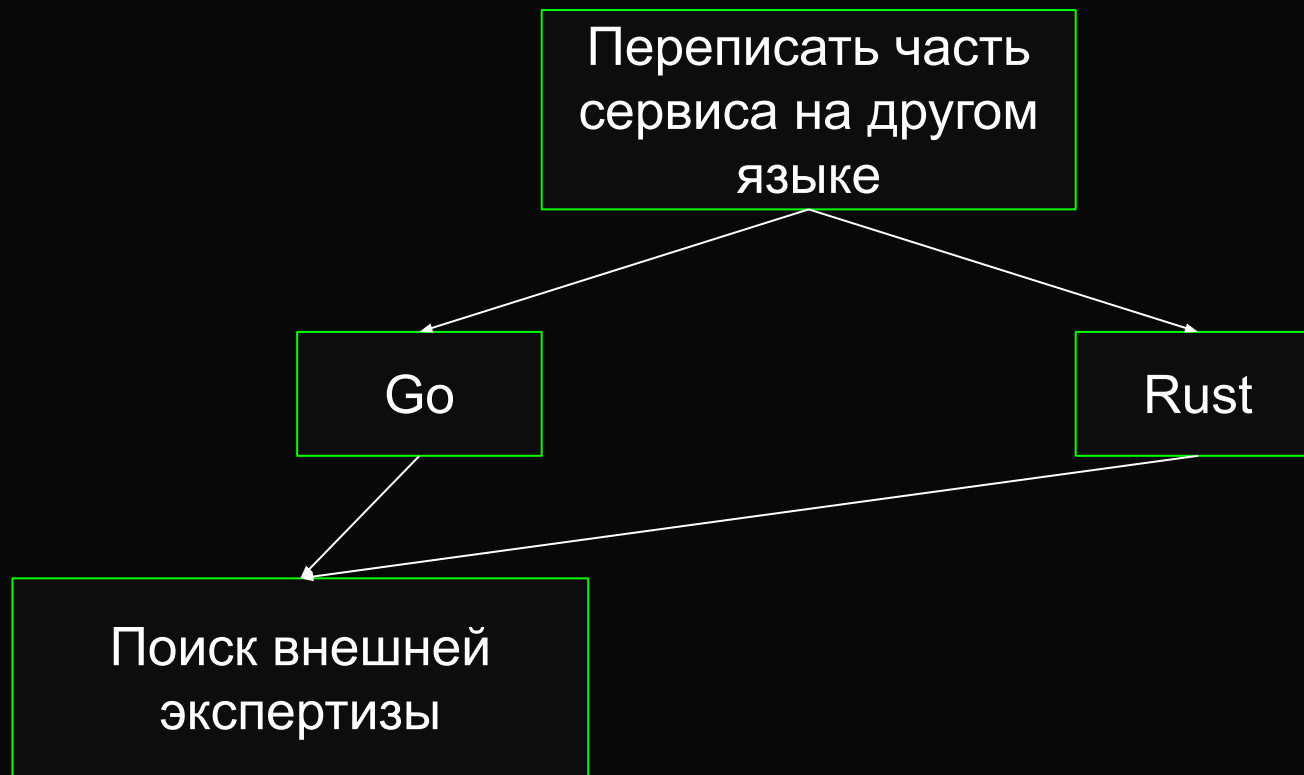 Переписать часть
сервиса на другом
языке
Go
Rust
Поиск внешней
экспертизы